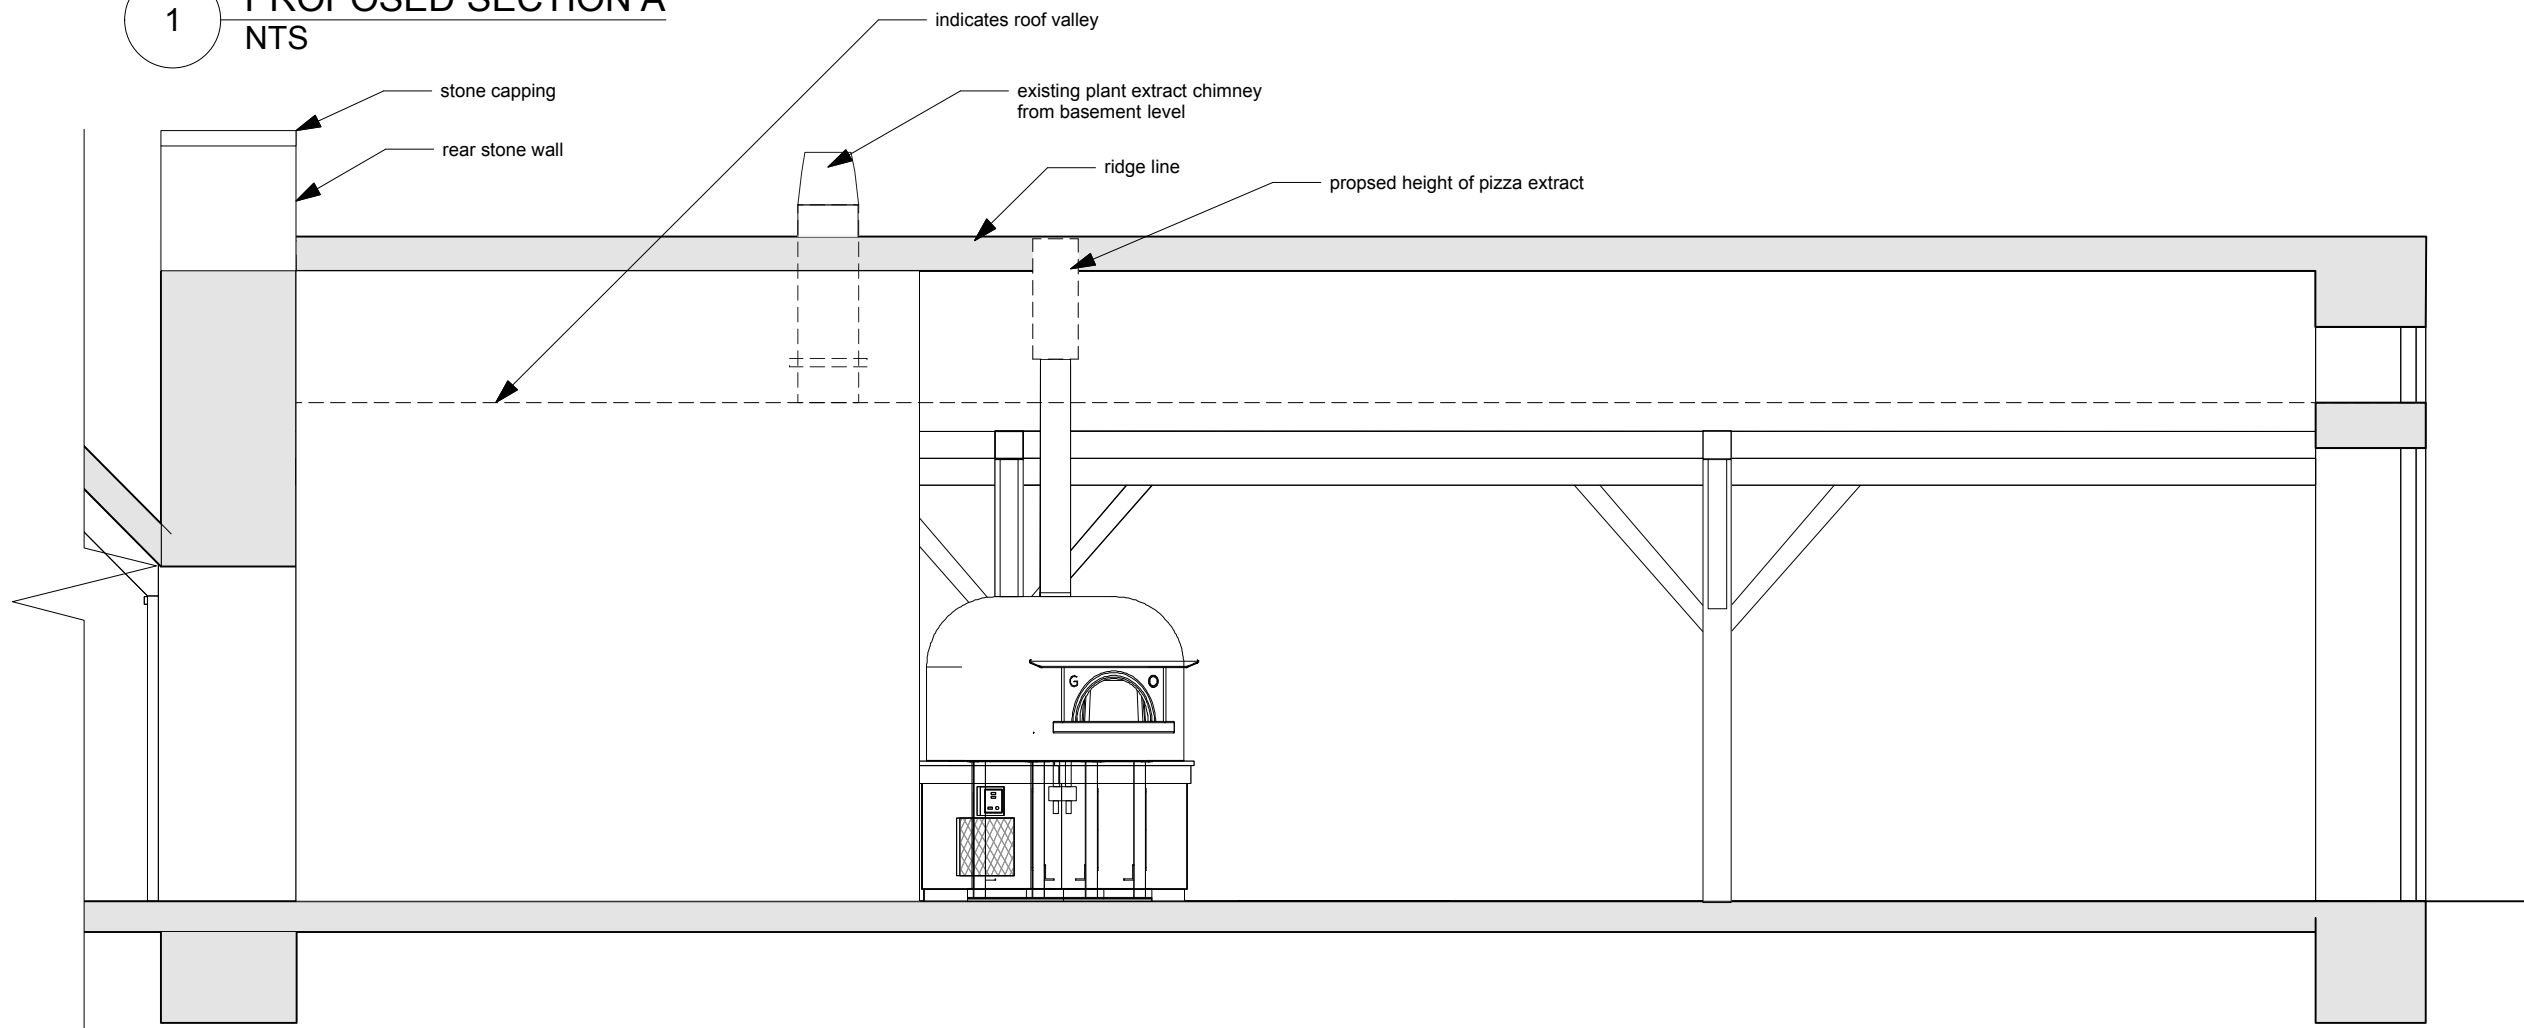 1
PROPOSED SECTION A
NTS
indicates roof valley
stone capping
existing plant extract chimney
from basement level
rear stone wall
ridge line
propsed height of pizza extract
G O